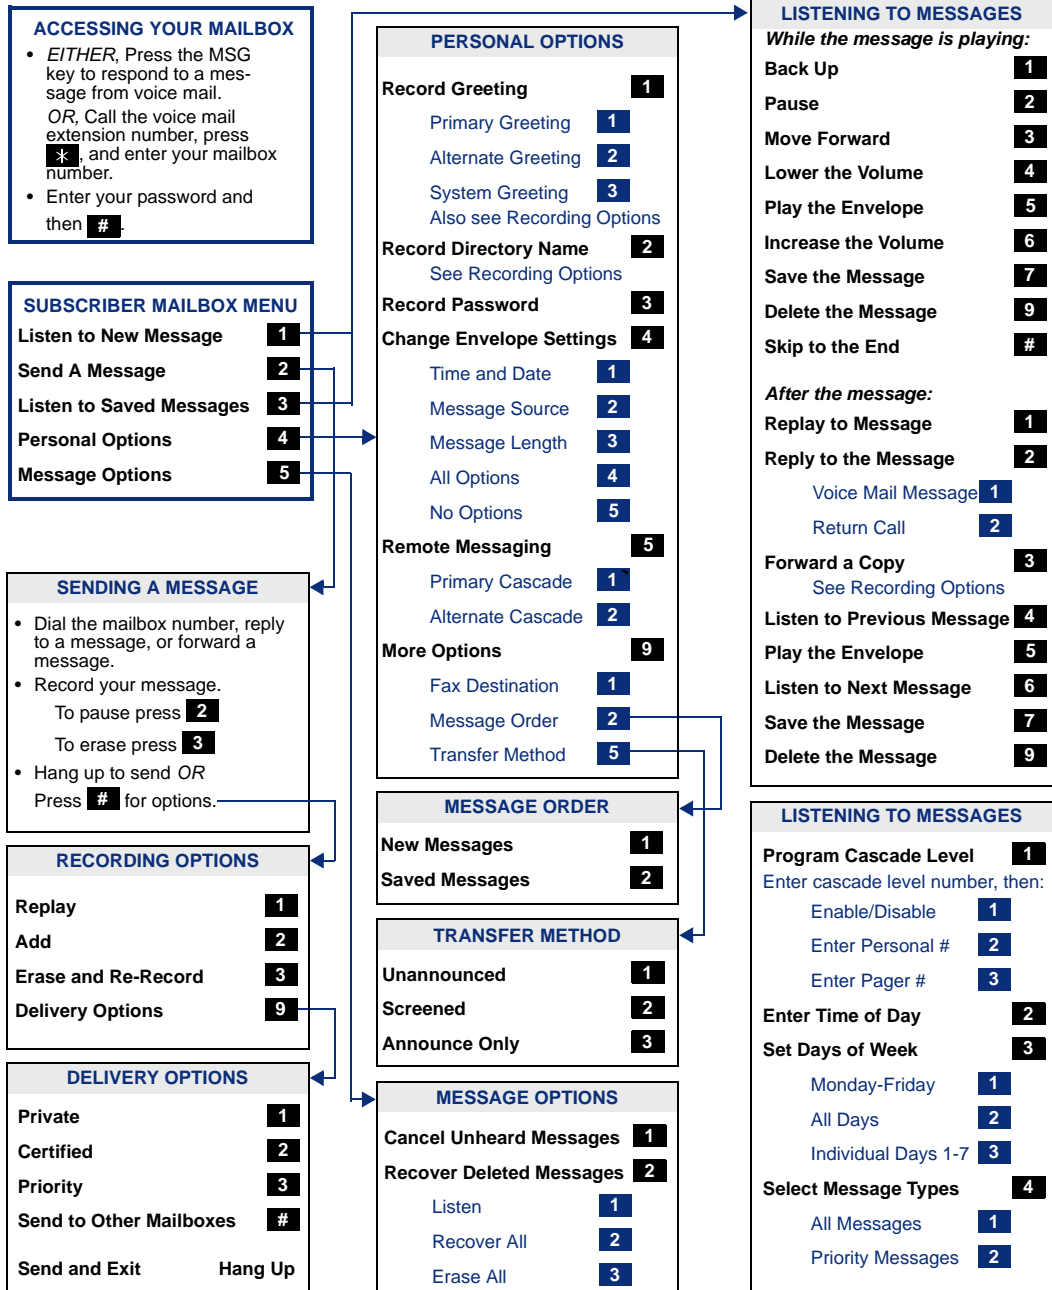 ACCESSING YOUR MAILBOX
• EITHER, Press the MSG
key to respond to a mes-
sage from voice mail.
OR, Call the voice mail
extension number, press
* , and enter your mailbox
number.
• Enter your password and
then # .
SUBSCRIBER MAILBOX MENU
Listen to New Message 1
Send A Message 2
Listen to Saved Messages 3
Personal Options 4
Message Options 5
SENDING A MESSAGE
• Dial the mailbox number, reply
to a message, or forward a
message.
• Record your message.
To pause press 2
To erase press 3
• Hang up to send OR
Press # for options.
RECORDING OPTIONS
Replay 1
Add 2
Erase and Re-Record 3
Delivery Options 9
DELIVERY OPTIONS
Private 1
Certified 2
Priority 3
Send to Other Mailboxes #
Send and Exit Hang Up
PERSONAL OPTIONS
Record Greeting 1
Primary Greeting 1
Alternate Greeting 2
System Greeting 3
Also see Recording Options
Record Directory Name 2
See Recording Options
Record Password 3
Change Envelope Settings 4
Time and Date 1
Message Source 2
Message Length 3
All Options 4
No Options 5
Remote Messaging 5
Primary Cascade 1
Alternate Cascade 2
More Options 9
Fax Destination 1
Message Order 2
Transfer Method 5
MESSAGE ORDER
New Messages 1
Saved Messages 2
TRANSFER METHOD
Unannounced 1
Screened 2
Announce Only 3
MESSAGE OPTIONS
Cancel Unheard Messages 1
Recover Deleted Messages 2
Listen 1
Recover All 2
Erase All 3
LISTENING TO MESSAGES
While the message is playing:
Back Up 1
Pause 2
Move Forward 3
Lower the Volume 4
Play the Envelope 5
Increase the Volume 6
Save the Message 7
Delete the Message 9
Skip to the End #
After the message:
Replay to Message 1
Reply to the Message 2
Voice Mail Message 1
Return Call 2
Forward a Copy 3
See Recording Options
Listen to Previous Message 4
Play the Envelope 5
Listen to Next Message 6
Save the Message 7
Delete the Message 9
LISTENING TO MESSAGES
Program Cascade Level 1
Enter cascade level number, then:
Enable/Disable 1
Enter Personal # 2
Enter Pager # 3
Enter Time of Day 2
Set Days of Week 3
Monday-Friday 1
All Days 2
Individual Days 1-7 3
Select Message Types 4
All Messages 1
Priority Messages 2